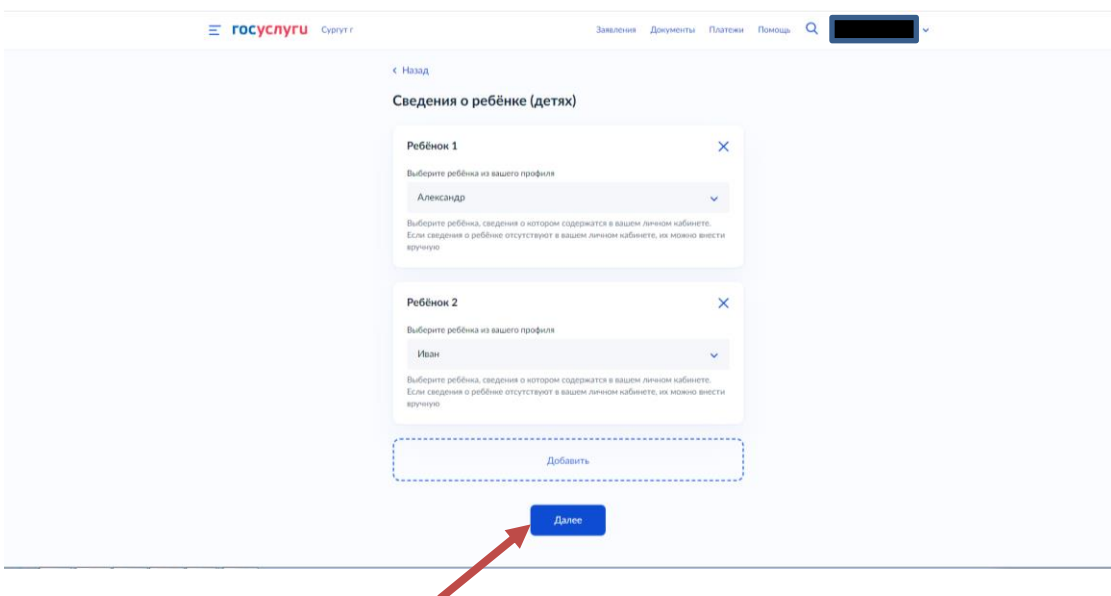 госуслуги Сургут г Заявления Документы Платежи Помощь
Назад
Сведения о ребёнке (детях)
Ребёнок 1
Выберите ребёнка из вашего профиля
Александр
Выберите ребёнка, сведения о котором содержатся в вашем личном кабинете.
Если сведения о ребёнке отсутствуют в вашем личном кабинете, их можно внести
вручную
Ребёнок 2
Выберите ребёнка из вашего профиля
Иван
Выберите ребёнка, сведения о котором содержатся в вашем личном кабинете.
Если сведения о ребёнке отсутствуют в вашем личном кабинете, их можно внести
вручную
Добавить
Далее